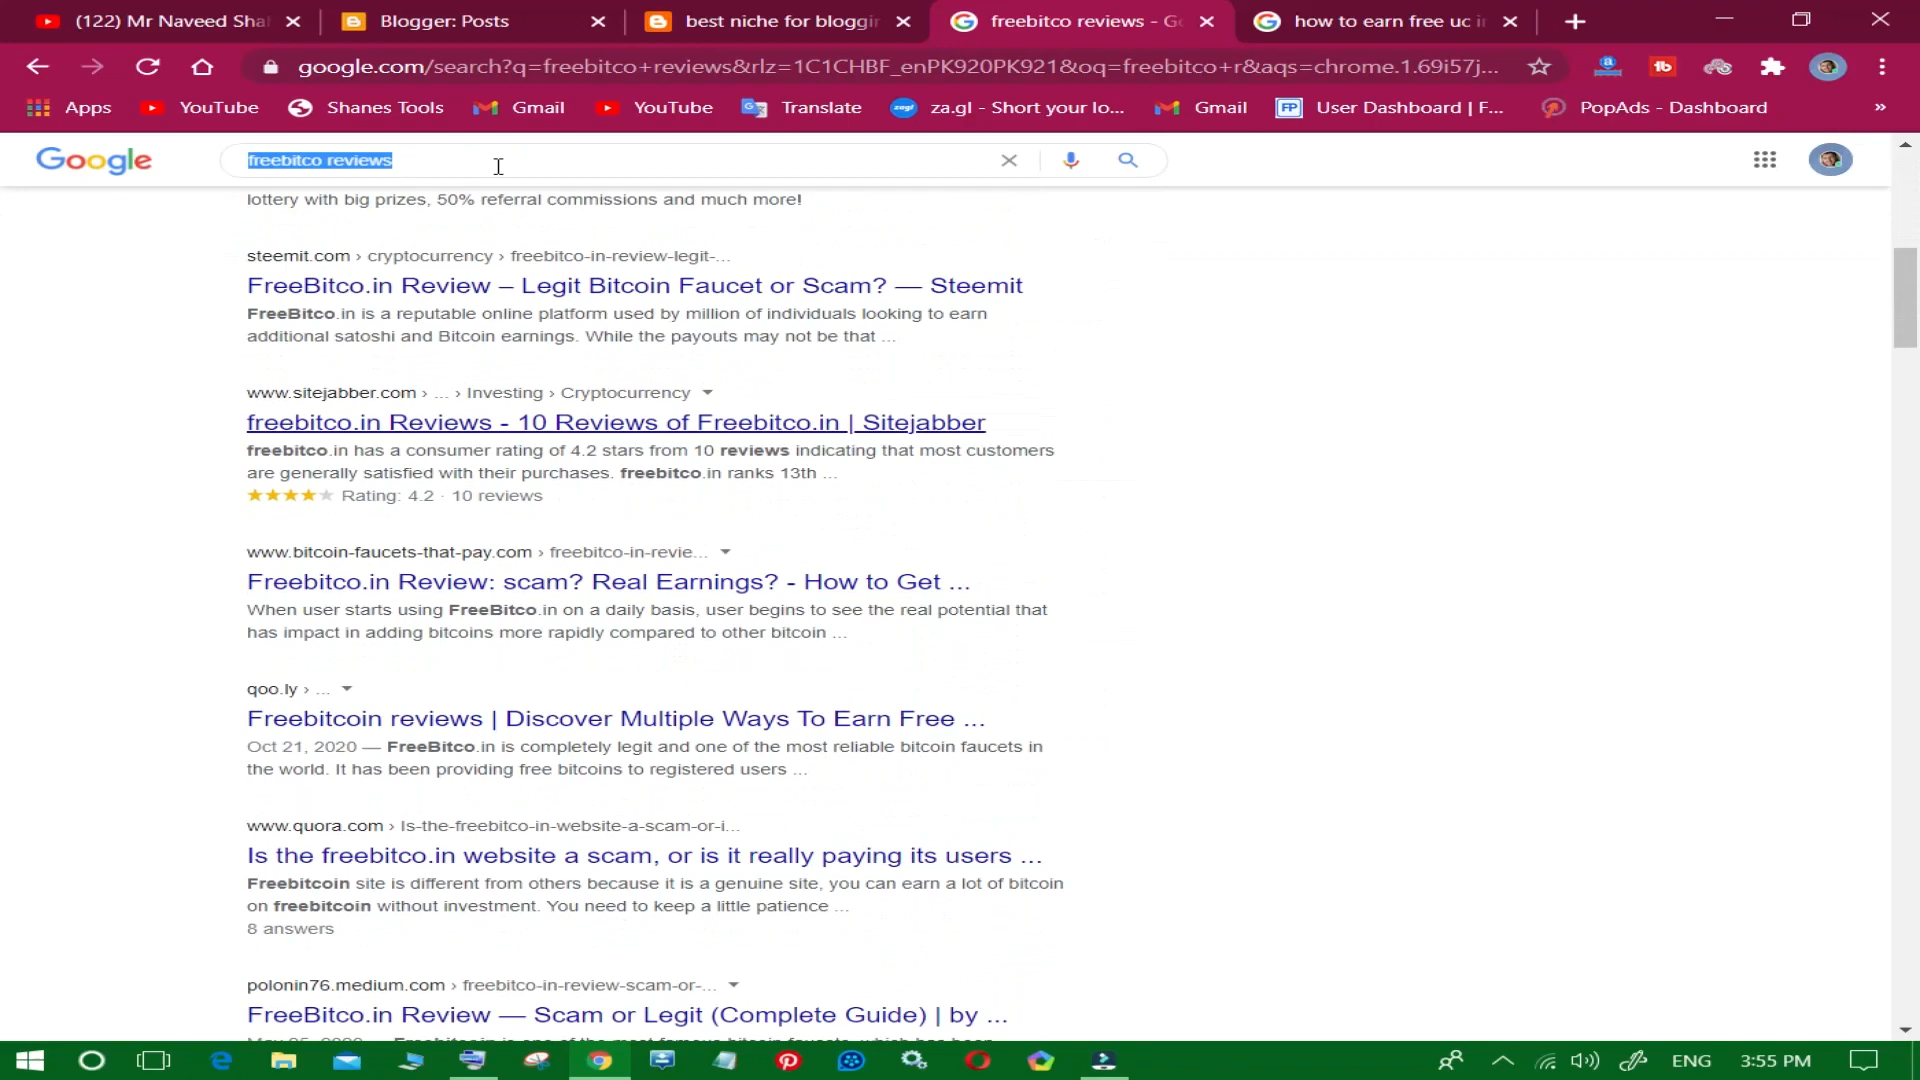 (122) Mr Naveed Sha
Blogger: Posts
best niche for bloggin
freebitco reviews - G
how to earn free uc in
google.com/search?q=freebitco+reviews&rlz=1C1CHBF_enPK920PK921&oq=freebitco+r&aqs=chrome.1.69i57j...
Apps
YouTube
Shanes Tools
Gmail
YouTube
Translate
za.gl - Short your lo...
Gmail
User Dashboard | F...
PopAds - Dashboard
»
Google
freebitco reviews
lottery with big prizes, 50% referral commissions and much more!
steemit.com › cryptocurrency › freebitco-in-review-legit-...
FreeBitco.in Review – Legit Bitcoin Faucet or Scam? — Steemit
FreeBitco.in is a reputable online platform used by million of individuals looking to earn
additional satoshi and Bitcoin earnings. While the payouts may not be that ...
www.sitejabber.com › ... › Investing › Cryptocurrency
freebitco.in Reviews - 10 Reviews of Freebitco.in | Sitejabber
freebitco.in has a consumer rating of 4.2 stars from 10 reviews indicating that most customers
are generally satisfied with their purchases. freebitco.in ranks 13th ...
Rating: 4.2 · 10 reviews
www.bitcoin-faucets-that-pay.com › freebitco-in-revie...
Freebitco.in Review: scam? Real Earnings? - How to Get ...
When user starts using FreeBitco.in on a daily basis, user begins to see the real potential that
has impact in adding bitcoins more rapidly compared to other bitcoin ...
qoo.ly › ...
Freebitcoin reviews | Discover Multiple Ways To Earn Free ...
Oct 21, 2020 — FreeBitco.in is completely legit and one of the most reliable bitcoin faucets in
the world. It has been providing free bitcoins to registered users ...
www.quora.com › Is-the-freebitco-in-website-a-scam-or-i...
Is the freebitco.in website a scam, or is it really paying its users ...
Freebitcoin site is different from others because it is a genuine site, you can earn a lot of bitcoin
on freebitcoin without investment. You need to keep a little patience ...
8 answers
polonin76.medium.com › freebitco-in-review-scam-or-...
FreeBitco.in Review — Scam or Legit (Complete Guide) | by ...
ENG
3:55 PM